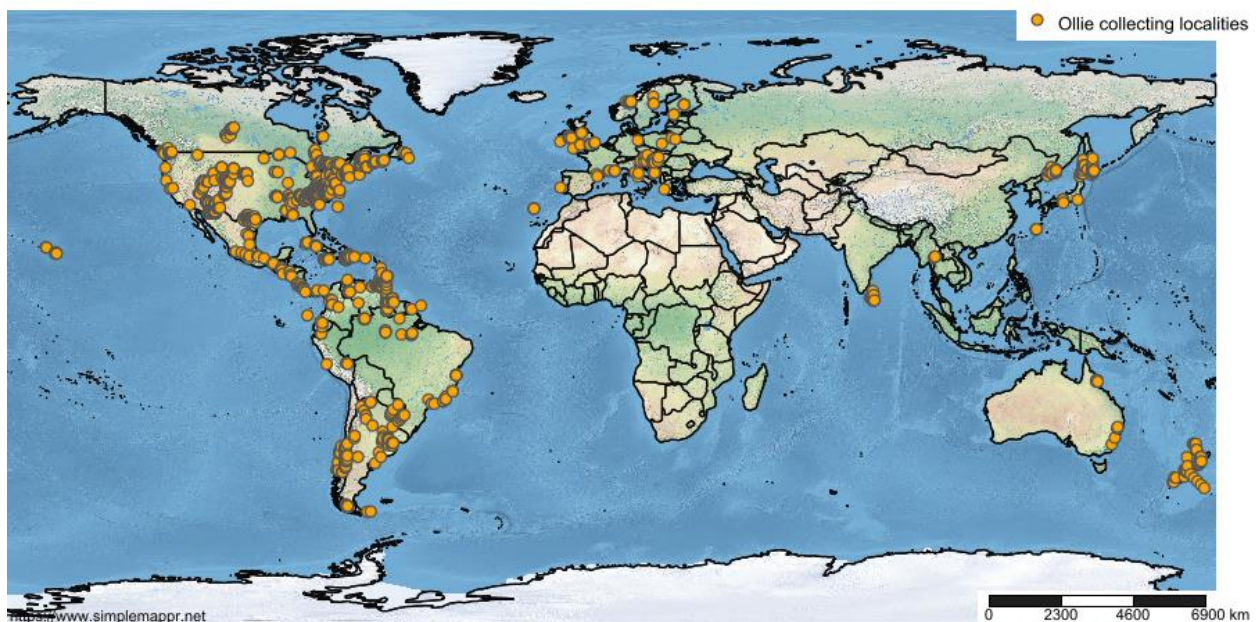 Ollie collecting localities
https://www.simplemappr.net
0 2300 4600 6900 km